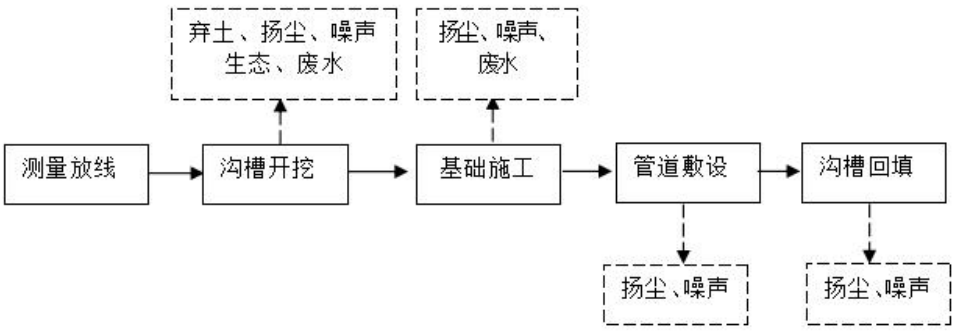 弃土、扬尘、噪声
生态、废水
扬尘、噪声、
废水
测量放线
沟槽开挖
基础施工
管道敷设
沟槽回填
扬尘、噪声
扬尘、噪声